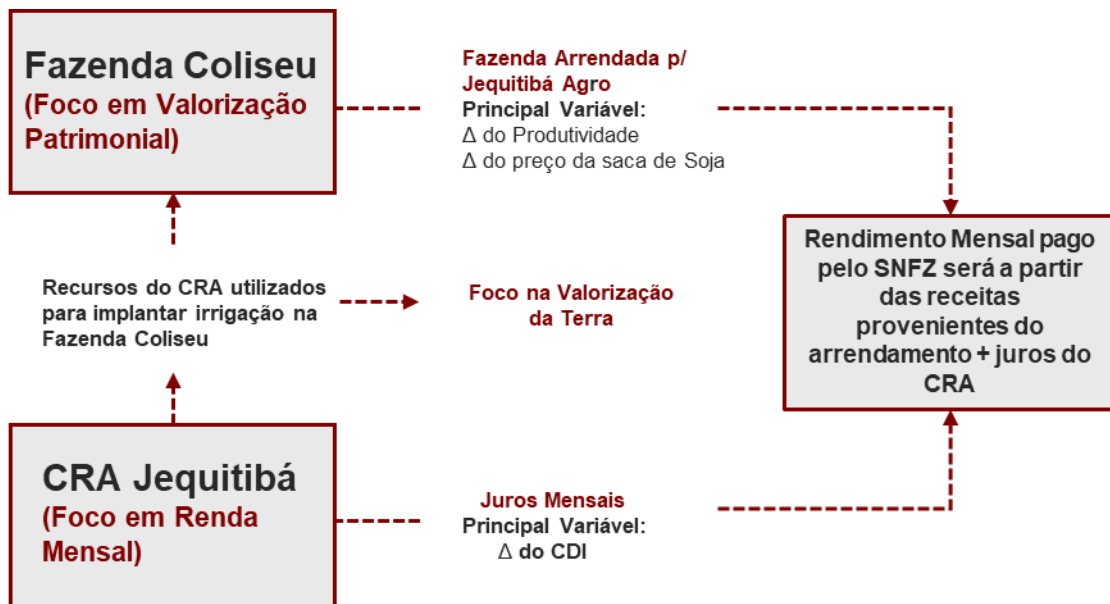 Fazenda Coliseu
(Foco em Valorização
Patrimonial)
Fazenda Arrendada p/
Jequitibá Agro
Principal Variável:
Δ do Produtividade
Δ do preço da saca de Soja
Recursos do CRA utilizados
para implantar irrigação na
Fazenda Coliseu
Foco na Valorização
da Terra
Rendimento Mensal pago
pelo SNFZ será a partir
das receitas
provenientes do
arrendamento + juros do
CRA
CRA Jequitibá
(Foco em Renda
Mensal)
Juros Mensais
Principal Variável:
Δ do CDI